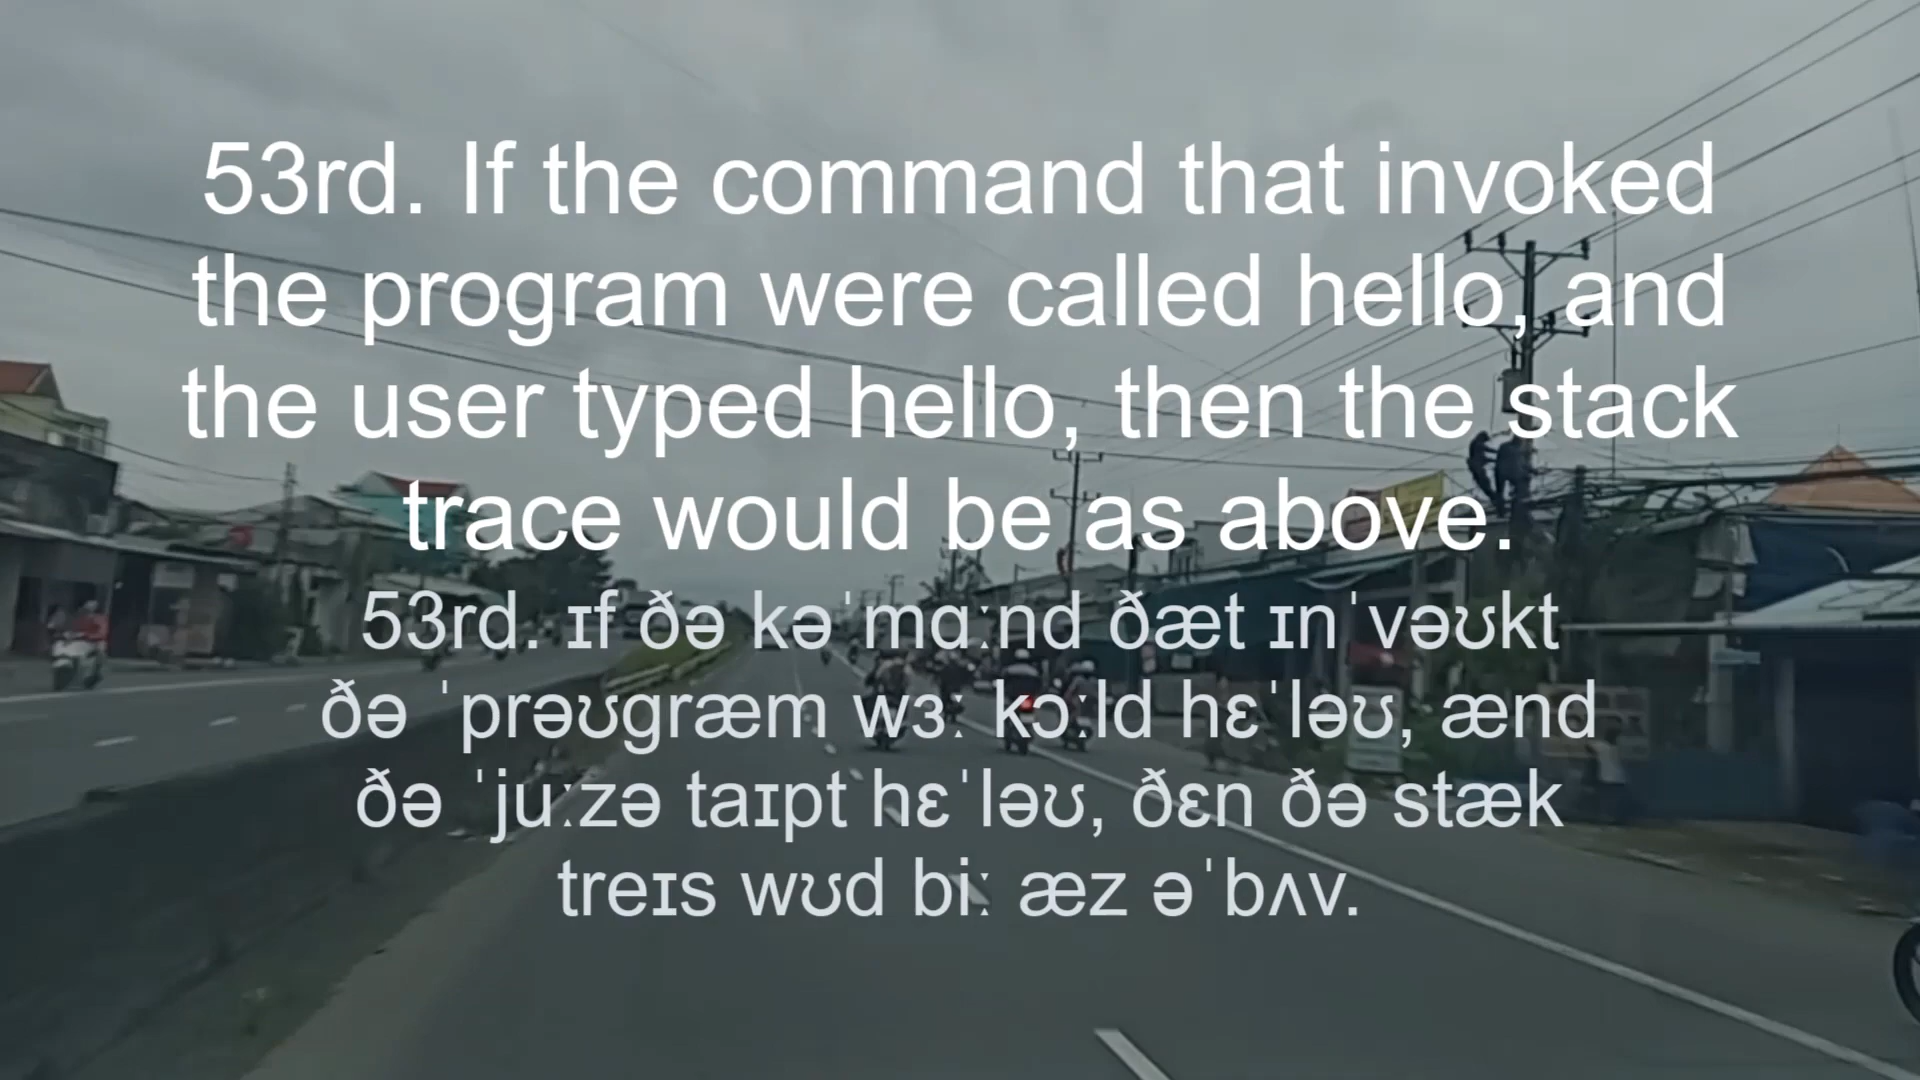 53rd. If the command that invoked
the program were called hello, and
the user typed hello, then the stack
trace would be as above.
53rd. ɪf ðə kəˈmɑːnd ðæt ɪnˈvəʊkt
ðə ˈprəʊgræm wɜː kɔːld hɛˈləʊ, ænd
ðə ˈjuːzə taɪpt hɛˈləʊ, ðɛn ðə stæk
treɪs wʊd biː æz əˈbʌv.